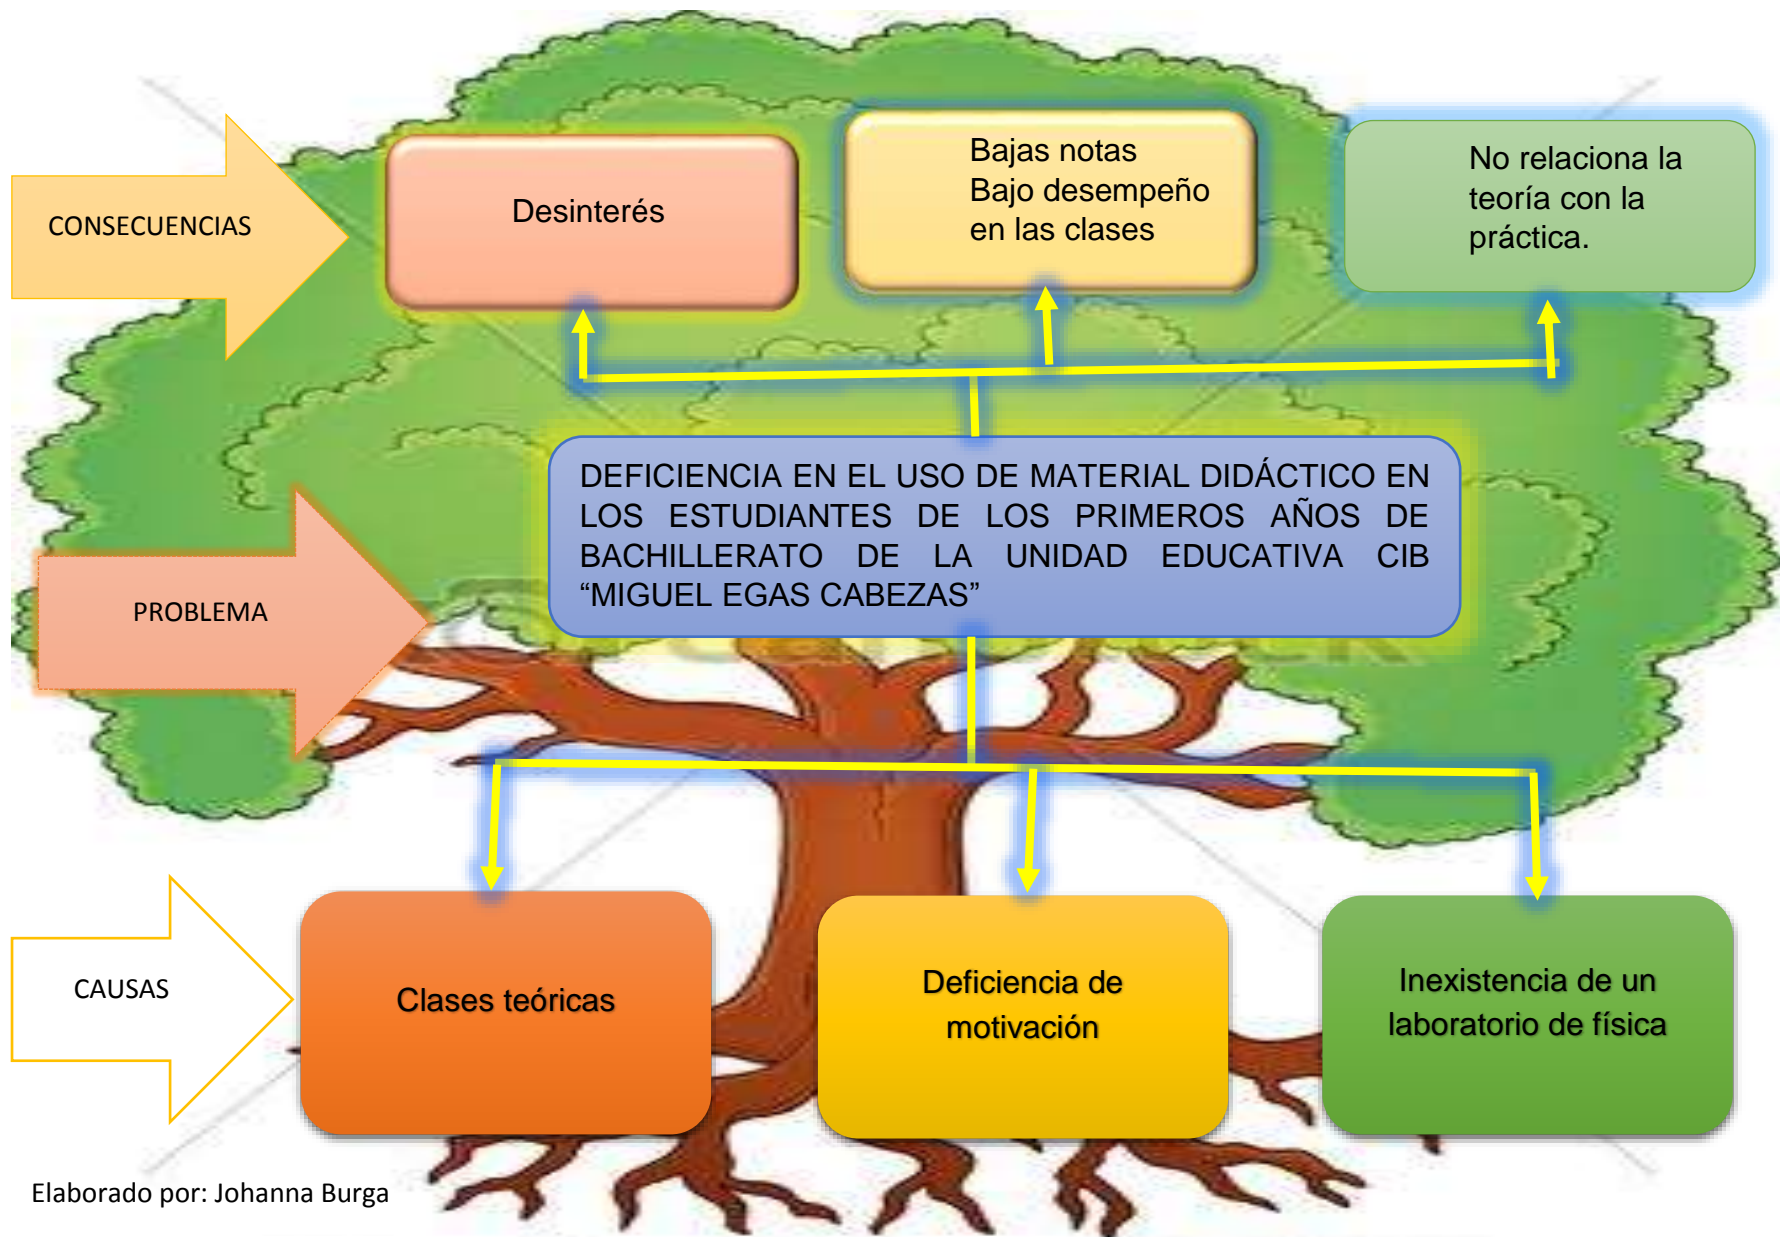 CONSECUENCIAS
Desinterés
Bajas notas
Bajo desempeño
en las clases
No relaciona la
teoría con la
práctica.
PROBLEMA
DEFICIENCIA EN EL USO DE MATERIAL DIDÁCTICO EN
LOS ESTUDIANTES DE LOS PRIMEROS AÑOS DE
BACHILLERATO DE LA UNIDAD EDUCATIVA CIB
“MIGUEL EGAS CABEZAS”
CAUSAS
Clases teóricas
Deficiencia de
motivación
Inexistencia de un
laboratorio de física
Elaborado por: Johanna Burga